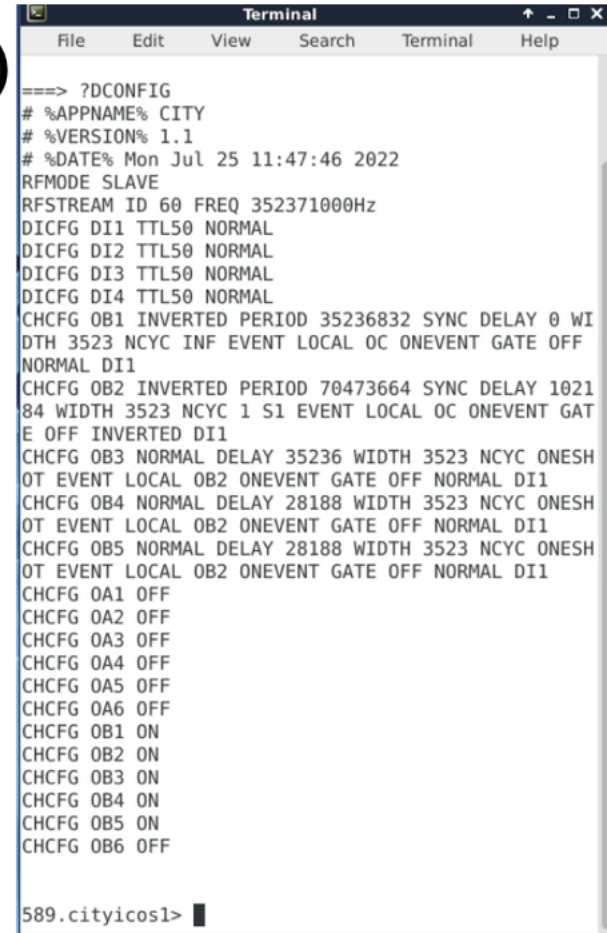 Terminal
File Edit View Search Terminal Help
===> ?DCONFIG
# %APPNAME% CITY
# %VERSION% 1.1
# %DATE% Mon Jul 25 11:47:46 2022
RFMODE SLAVE
RFSTREAM ID 60 FREQ 352371000Hz
DICFG DI1 TTL50 NORMAL
DICFG DI2 TTL50 NORMAL
DICFG DI3 TTL50 NORMAL
DICFG DI4 TTL50 NORMAL
CHCFG OB1 INVERTED PERIOD 35236832 SYNC DELAY 0 WI
DTH 3523 NCYC INF EVENT LOCAL OC ONEVENT GATE OFF
NORMAL DI1
CHCFG OB2 INVERTED PERIOD 70473664 SYNC DELAY 1021
84 WIDTH 3523 NCYC 1 S1 EVENT LOCAL OC ONEVENT GAT
E OFF INVERTED DI1
CHCFG OB3 NORMAL DELAY 35236 WIDTH 3523 NCYC ONESH
OT EVENT LOCAL OB2 ONEVENT GATE OFF NORMAL DI1
CHCFG OB4 NORMAL DELAY 28188 WIDTH 3523 NCYC ONESH
OT EVENT LOCAL OB2 ONEVENT GATE OFF NORMAL DI1
CHCFG OB5 NORMAL DELAY 28188 WIDTH 3523 NCYC ONESH
OT EVENT LOCAL OB2 ONEVENT GATE OFF NORMAL DI1
CHCFG OA1 OFF
CHCFG OA2 OFF
CHCFG OA3 OFF
CHCFG OA4 OFF
CHCFG OA5 OFF
CHCFG OA6 OFF
CHCFG OB1 ON
CHCFG OB2 ON
CHCFG OB3 ON
CHCFG OB4 ON
CHCFG OB5 ON
CHCFG OB6 OFF
589.cityicos1>